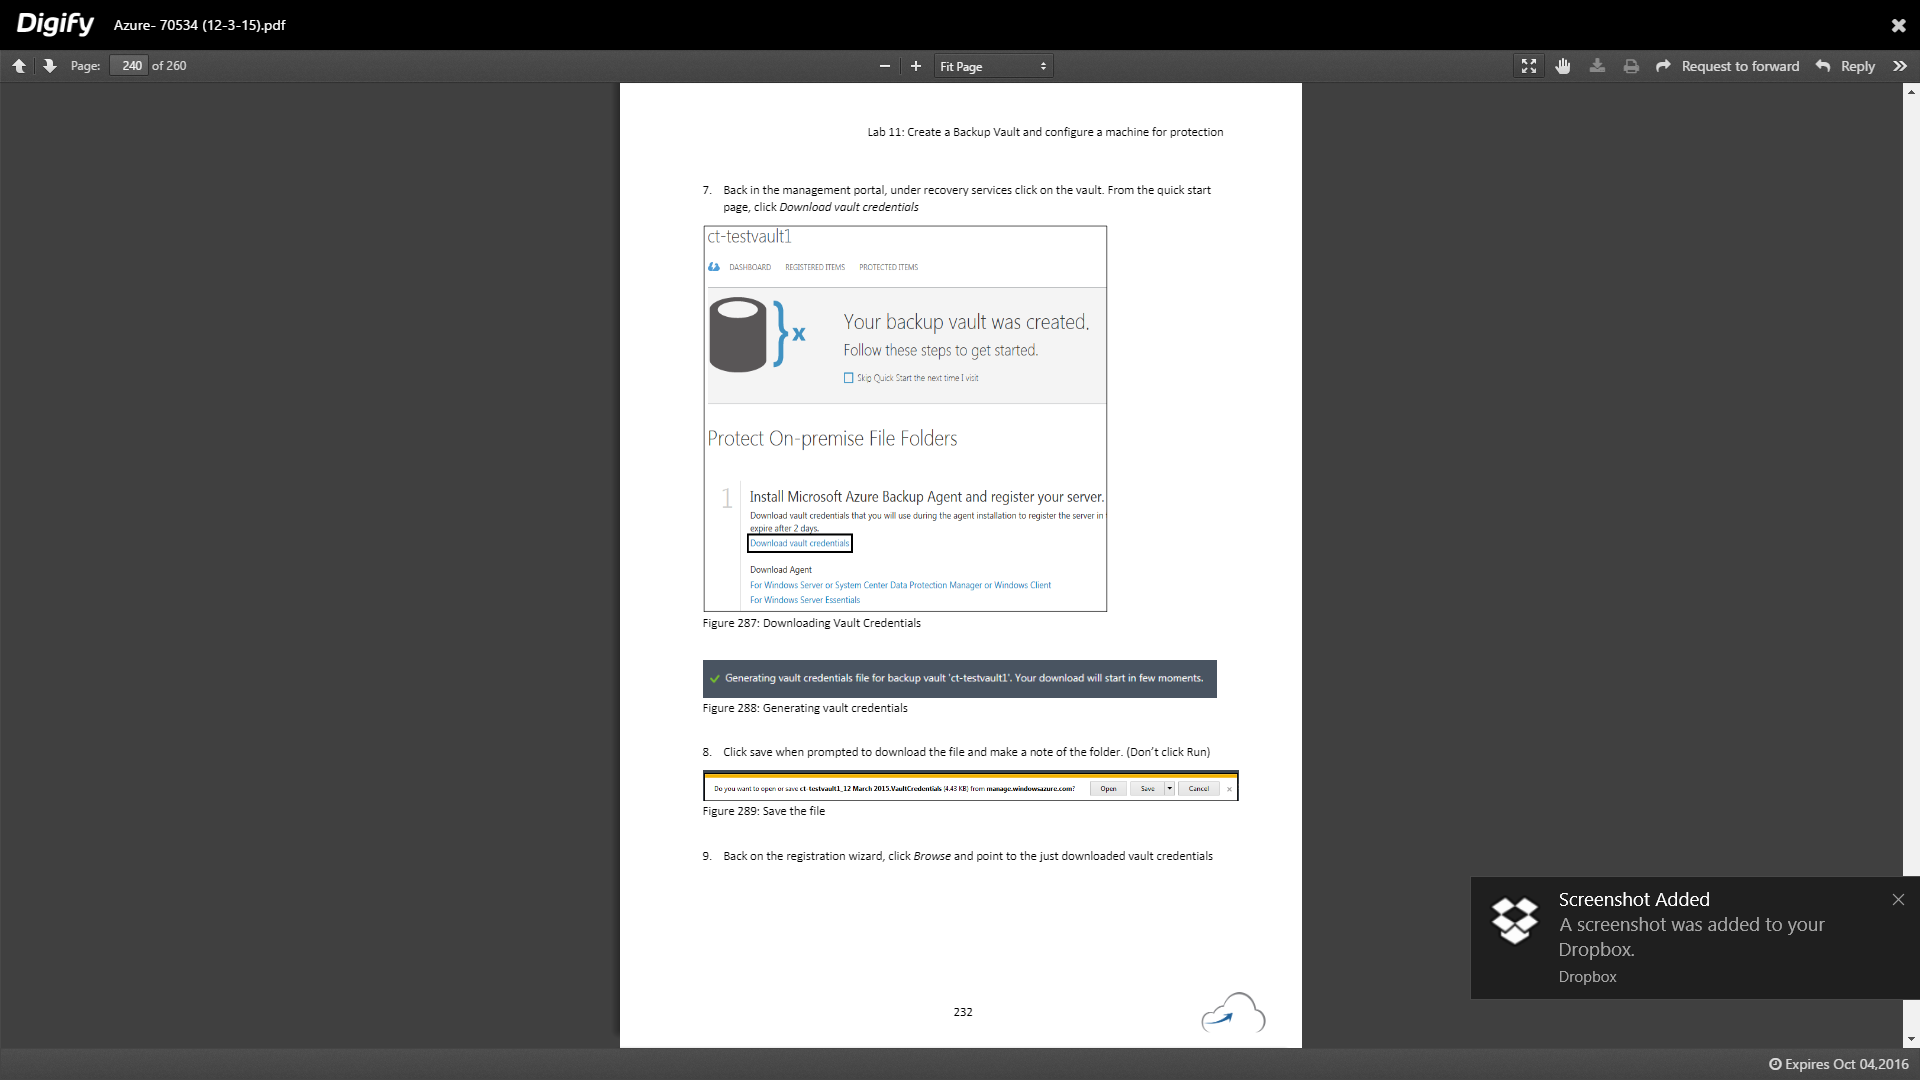 Digify Azure- 70534 (12-3-15).pdf
Page: 240 of 260
Fit Page
Request to forward
Reply
Lab 11: Create a Backup Vault and configure a machine for protection
7. Back in the management portal, under recovery services click on the vault. From the quick start
page, click Download vault credentials
ct-testvault1
DASHBOARD REGISTERED ITEMS PROTECTED ITEMS
x
Your backup vault was created.
Follow these steps to get started.
Skip Quick Start the next time I visit
Protect On-premise File Folders
1 Install Microsoft Azure Backup Agent and register your server.
Download vault credentials that you will use during the agent installation to register the server in
expire after 2 days.
Download vault credentials
Download Agent
For Windows Server or System Center Data Protection Manager or Windows Client
For Windows Server Essentials
Figure 287: Downloading Vault Credentials
Generating vault credentials file for backup vault 'ct-testvault1'. Your download will start in few moments.
Figure 288: Generating vault credentials
8. Click save when prompted to download the file and make a note of the folder. (Don't click Run)
Do you want to open or save ct-testvault1_12 March 2015.VaultCredentials (4.43 KB) from manage.windowsazure.com? Open Save Cancel x
Figure 289: Save the file
9. Back on the registration wizard, click Browse and point to the just downloaded vault credentials
232
Screenshot Added
A screenshot was added to your
Dropbox.
Dropbox
Expires Oct 04,2016